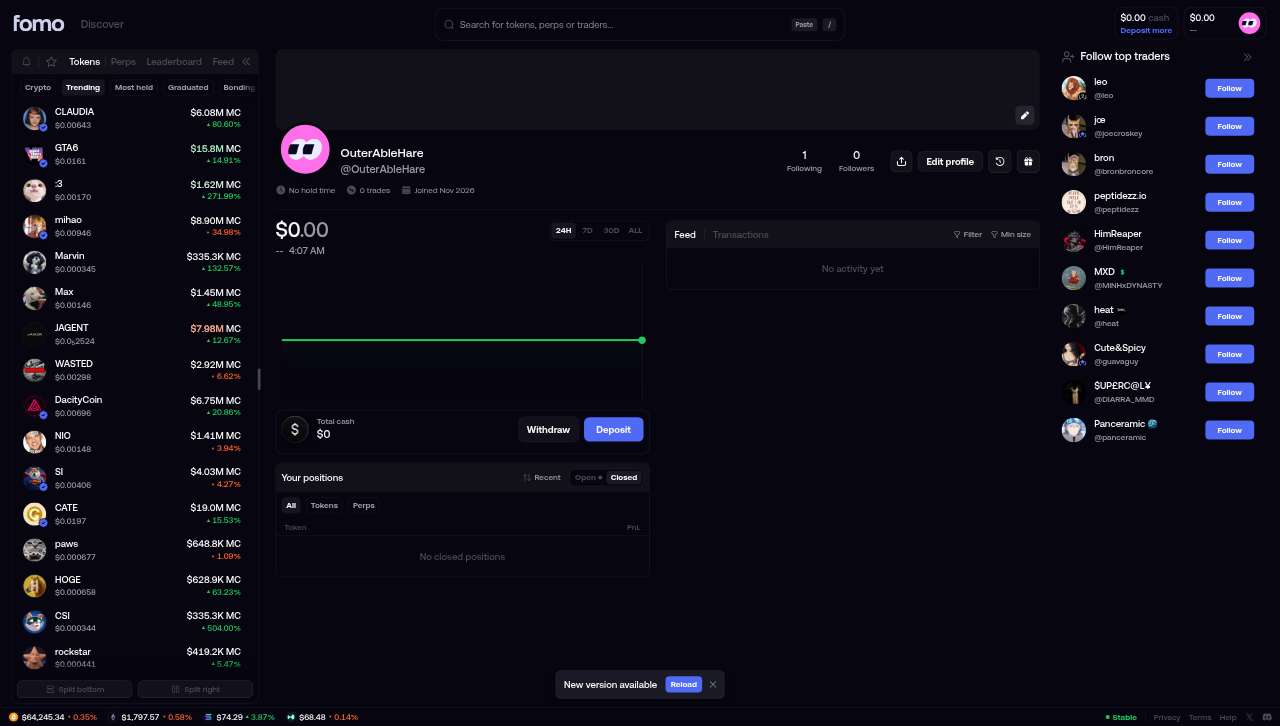 fomo
Discover
Search for tokens, perps or traders...
Paste
/
$0.00 cash
Deposit more
$0.00
—
Tokens
Perps
Leaderboard
Feed
Crypto
Trending
Most held
Graduated
Bonding
CLAUDIA
$6.08M MC
$0.00643
80.60%
GTA6
$15.8M MC
$0.0161
14.91%
:3
$1.62M MC
$0.00170
271.99%
mihao
$8.90M MC
$0.00946
34.98%
Marvin
$335.3K MC
$0.000345
132.57%
Max
$1.45M MC
$0.00146
48.95%
JAGENT
$7.98M MC
$0.0₅2524
12.67%
WASTED
$2.92M MC
$0.00298
6.62%
DacityCoin
$6.75M MC
$0.00696
20.86%
NIO
$1.41M MC
$0.00148
3.94%
SI
$4.03M MC
$0.00406
4.27%
CATE
$19.0M MC
$0.0197
15.53%
paws
$648.8K MC
$0.000677
1.09%
HOGE
$628.9K MC
$0.000658
63.23%
CSI
$335.3K MC
$0.000344
504.00%
rockstar
$419.2K MC
$0.000441
5.47%
Split bottom
Split right
OuterAbleHare
@OuterAbleHare
1
Following
0
Followers
Edit profile
No hold time
0 trades
Joined Nov 2026
$0.00
-- 4:07 AM
24H
7D
30D
ALL
Total cash
$0
Withdraw
Deposit
Your positions
Recent
Open
Closed
All
Tokens
Perps
Token
PnL
No closed positions
Feed
Transactions
Filter
Min size
No activity yet
Follow top traders
leo
@leo
Follow
jœ
@joecroskey
Follow
bron
@bronbroncore
Follow
peptidezz.io
@peptidezz
Follow
HimReaper
@HimReaper
Follow
MXD
@MINHxDYNASTY
Follow
heat
@heat
Follow
Cute&Spicy
@guavaguy
Follow
$UP£RC@L¥
@DIARRA_MMD
Follow
Panceramic
@panceramic
Follow
New version available
Reload
$64,245.34
0.35%
$1,797.57
0.58%
$74.29
3.87%
$68.48
0.14%
Stable
Privacy
Terms
Help